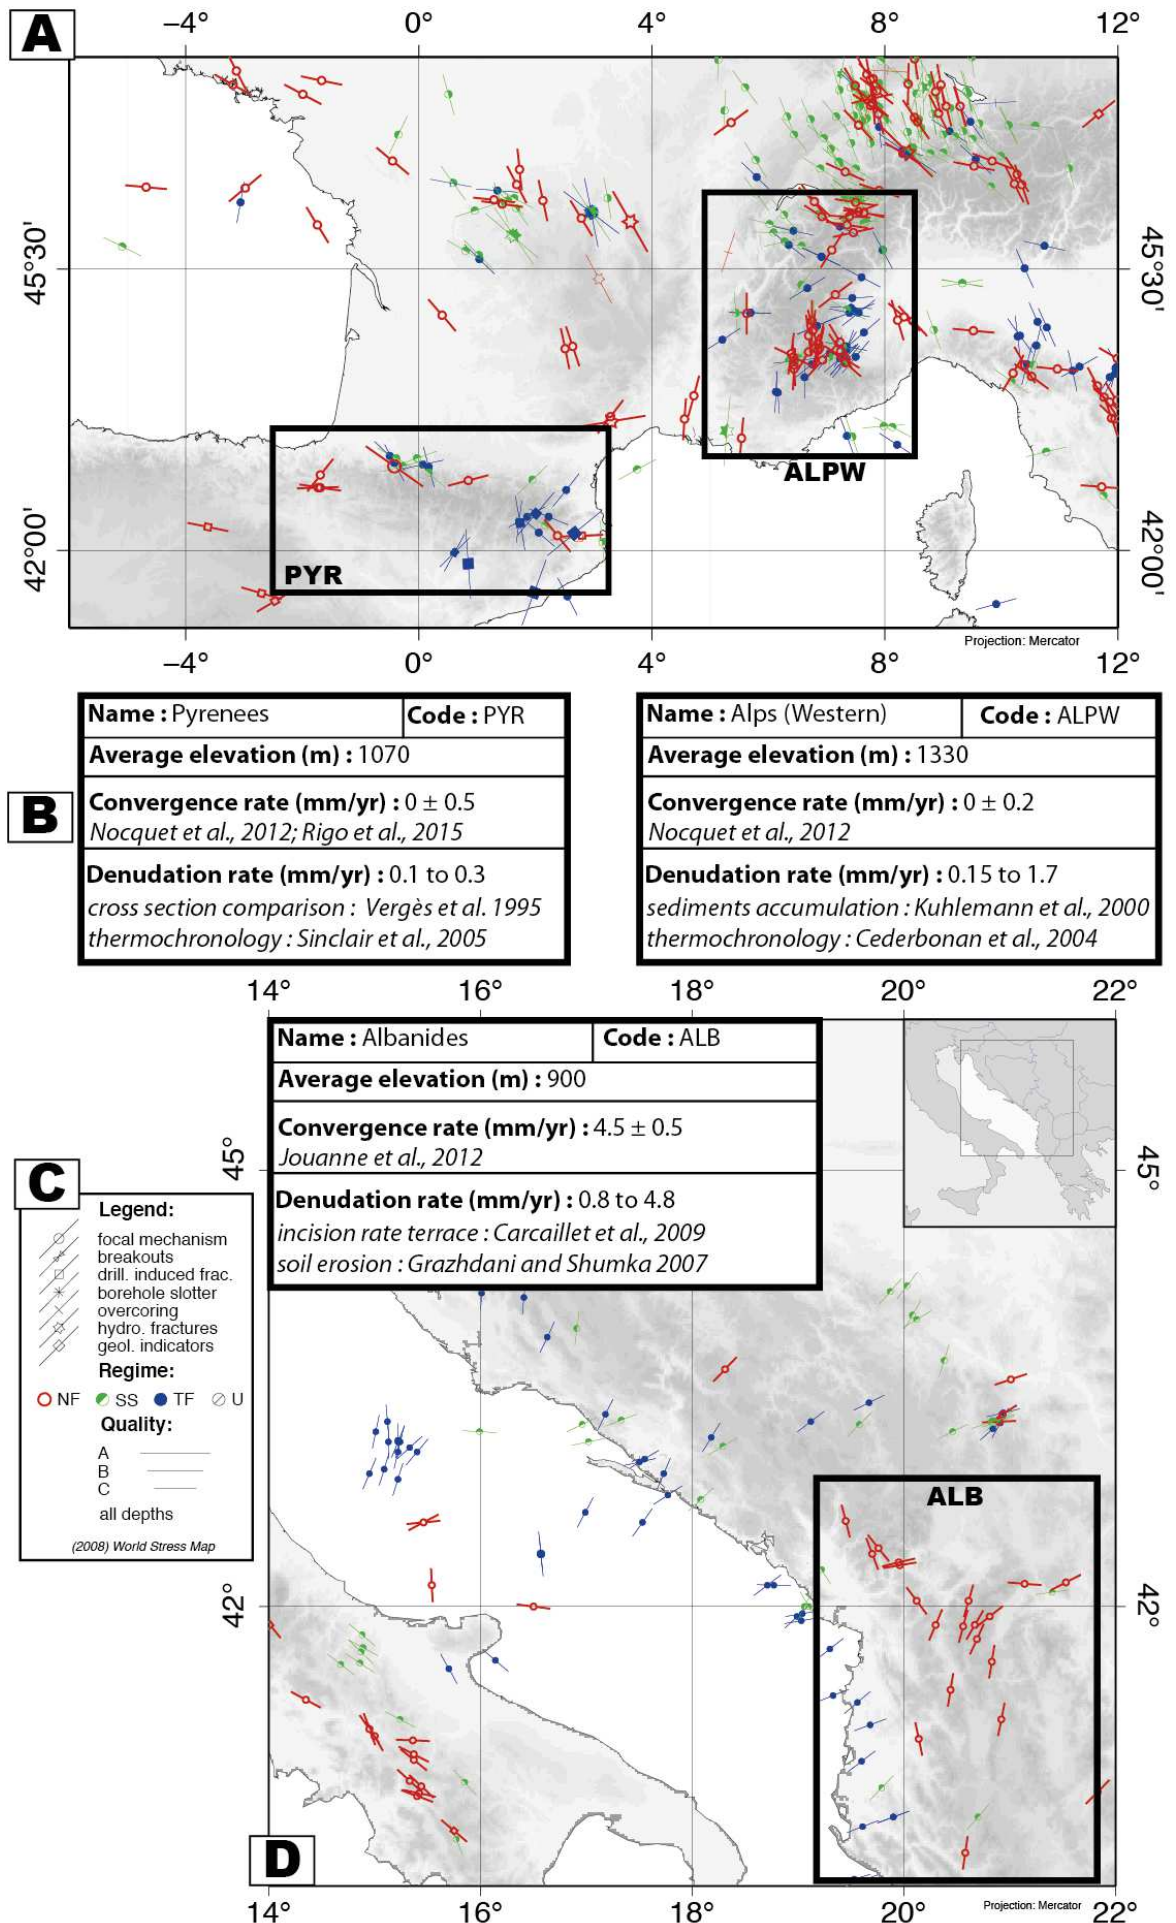 A
−4° 0° 4° 8° 12°
45°30'
45°30'
42°00'
42°00'
ALPW
PYR
Projection: Mercator
−4° 0° 4° 8° 12°
B
Name : Pyrenees Code : PYR
Average elevation (m) : 1070
Convergence rate (mm/yr) : 0 ± 0.5
Nocquet et al., 2012; Rigo et al., 2015
Denudation rate (mm/yr) : 0.1 to 0.3
cross section comparison : Vergès et al. 1995
thermochronology : Sinclair et al., 2005
Name : Alps (Western) Code : ALPW
Average elevation (m) : 1330
Convergence rate (mm/yr) : 0 ± 0.2
Nocquet et al., 2012
Denudation rate (mm/yr) : 0.15 to 1.7
sediments accumulation : Kuhlemann et al., 2000
thermochronology : Cederbonan et al., 2004
14° 16° 18° 20° 22°
Name : Albanides Code : ALB
Average elevation (m) : 900
Convergence rate (mm/yr) : 4.5 ± 0.5
Jouanne et al., 2012
Denudation rate (mm/yr) : 0.8 to 4.8
incision rate terrace : Carcaillet et al., 2009
soil erosion : Grazhdani and Shumka 2007
45°
45°
C
Legend:
focal mechanism
breakouts
drill. induced frac.
borehole slotter
overcoring
hydro. fractures
geol. indicators
Regime:
NF SS TF U
Quality:
A
B
C
all depths
(2008) World Stress Map
ALB
42°
42°
D
Projection: Mercator
14° 16° 18° 20° 22°